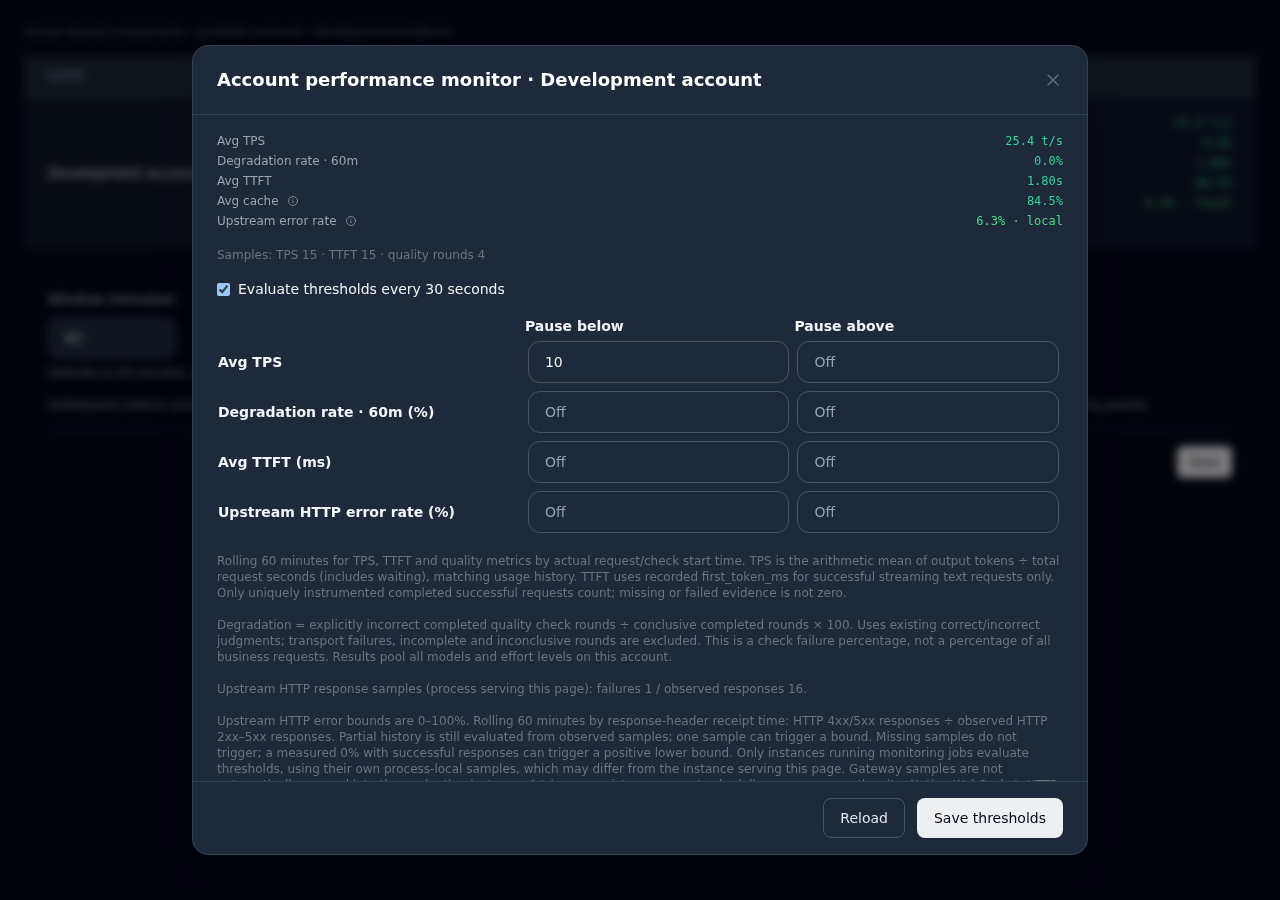 Account performance monitor · Development account
Avg TPS 25.4 t/s
Degradation rate · 60m 0.0%
Avg TTFT 1.80s
Avg cache 84.5%
Upstream error rate 6.3% · local
Samples: TPS 15 · TTFT 15 · quality rounds 4
Evaluate thresholds every 30 seconds
Pause below Pause above
Avg TPS 10 Off
Degradation rate · 60m (%) Off Off
Avg TTFT (ms) Off Off
Upstream HTTP error rate (%) Off Off
Rolling 60 minutes for TPS, TTFT and quality metrics by actual request/check start time. TPS is the arithmetic mean of output tokens ÷ total
request seconds (includes waiting), matching usage history. TTFT uses recorded first_token_ms for successful streaming text requests only.
Only uniquely instrumented completed successful requests count; missing or failed evidence is not zero.
Degradation = explicitly incorrect completed quality check rounds ÷ conclusive completed rounds × 100. Uses existing correct/incorrect
judgments; transport failures, incomplete and inconclusive rounds are excluded. This is a check failure percentage, not a percentage of all
business requests. Results pool all models and effort levels on this account.
Upstream HTTP response samples (process serving this page): failures 1 / observed responses 16.
Upstream HTTP error bounds are 0–100%. Rolling 60 minutes by response-header receipt time: HTTP 4xx/5xx responses ÷ observed HTTP
2xx–5xx responses. Partial history is still evaluated from observed samples; one sample can trigger a bound. Missing samples do not
trigger; a measured 0% with successful responses can trigger a positive lower bound. Only instances running monitoring jobs evaluate
thresholds, using their own process-local samples, which may differ from the instance serving this page. Gateway samples are not
Reload Save thresholds